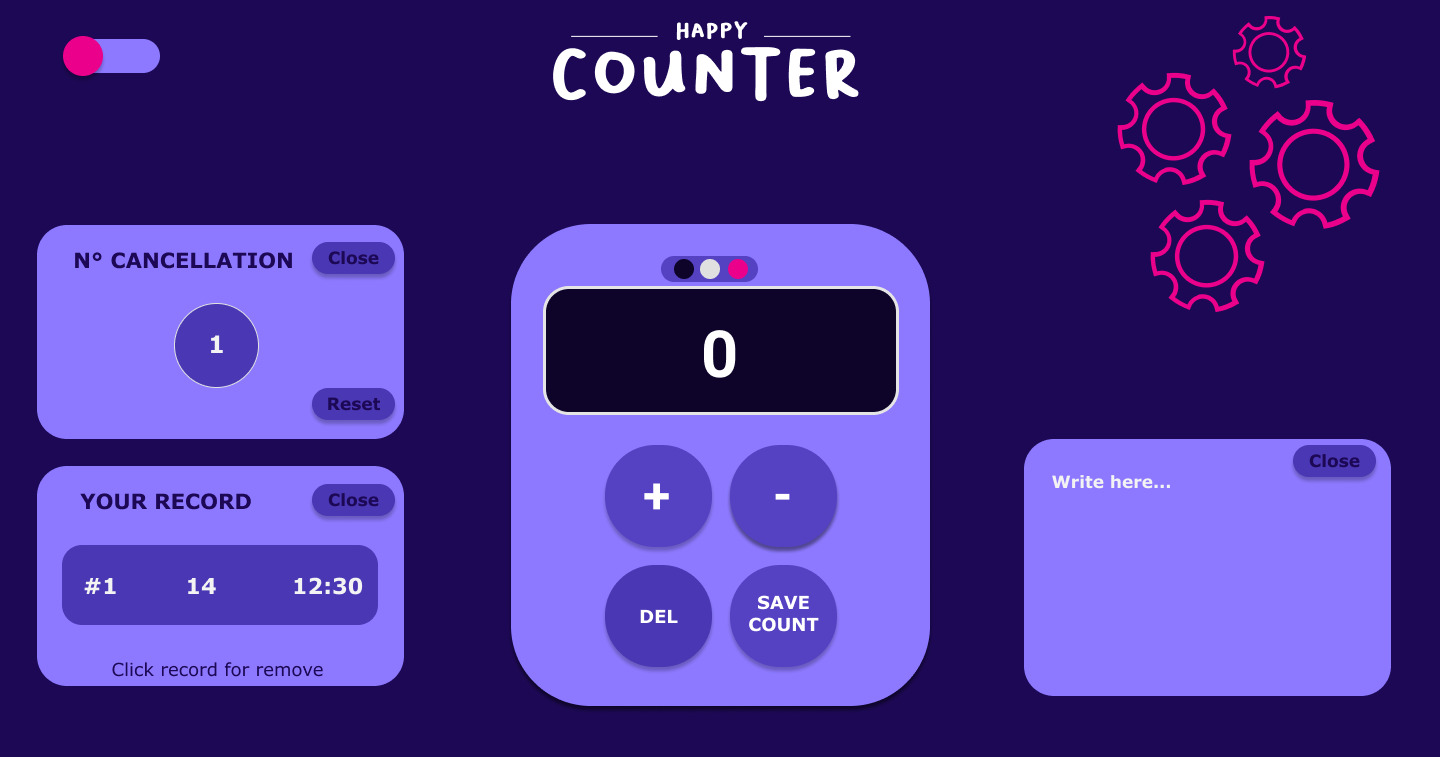 HAPPY
COUNTER
N° CANCELLATION
Close
1
Reset
YOUR RECORD
Close
#1 14 12:30
Click record for remove
0
+ -
DEL
SAVE
COUNT
Close
Write here...